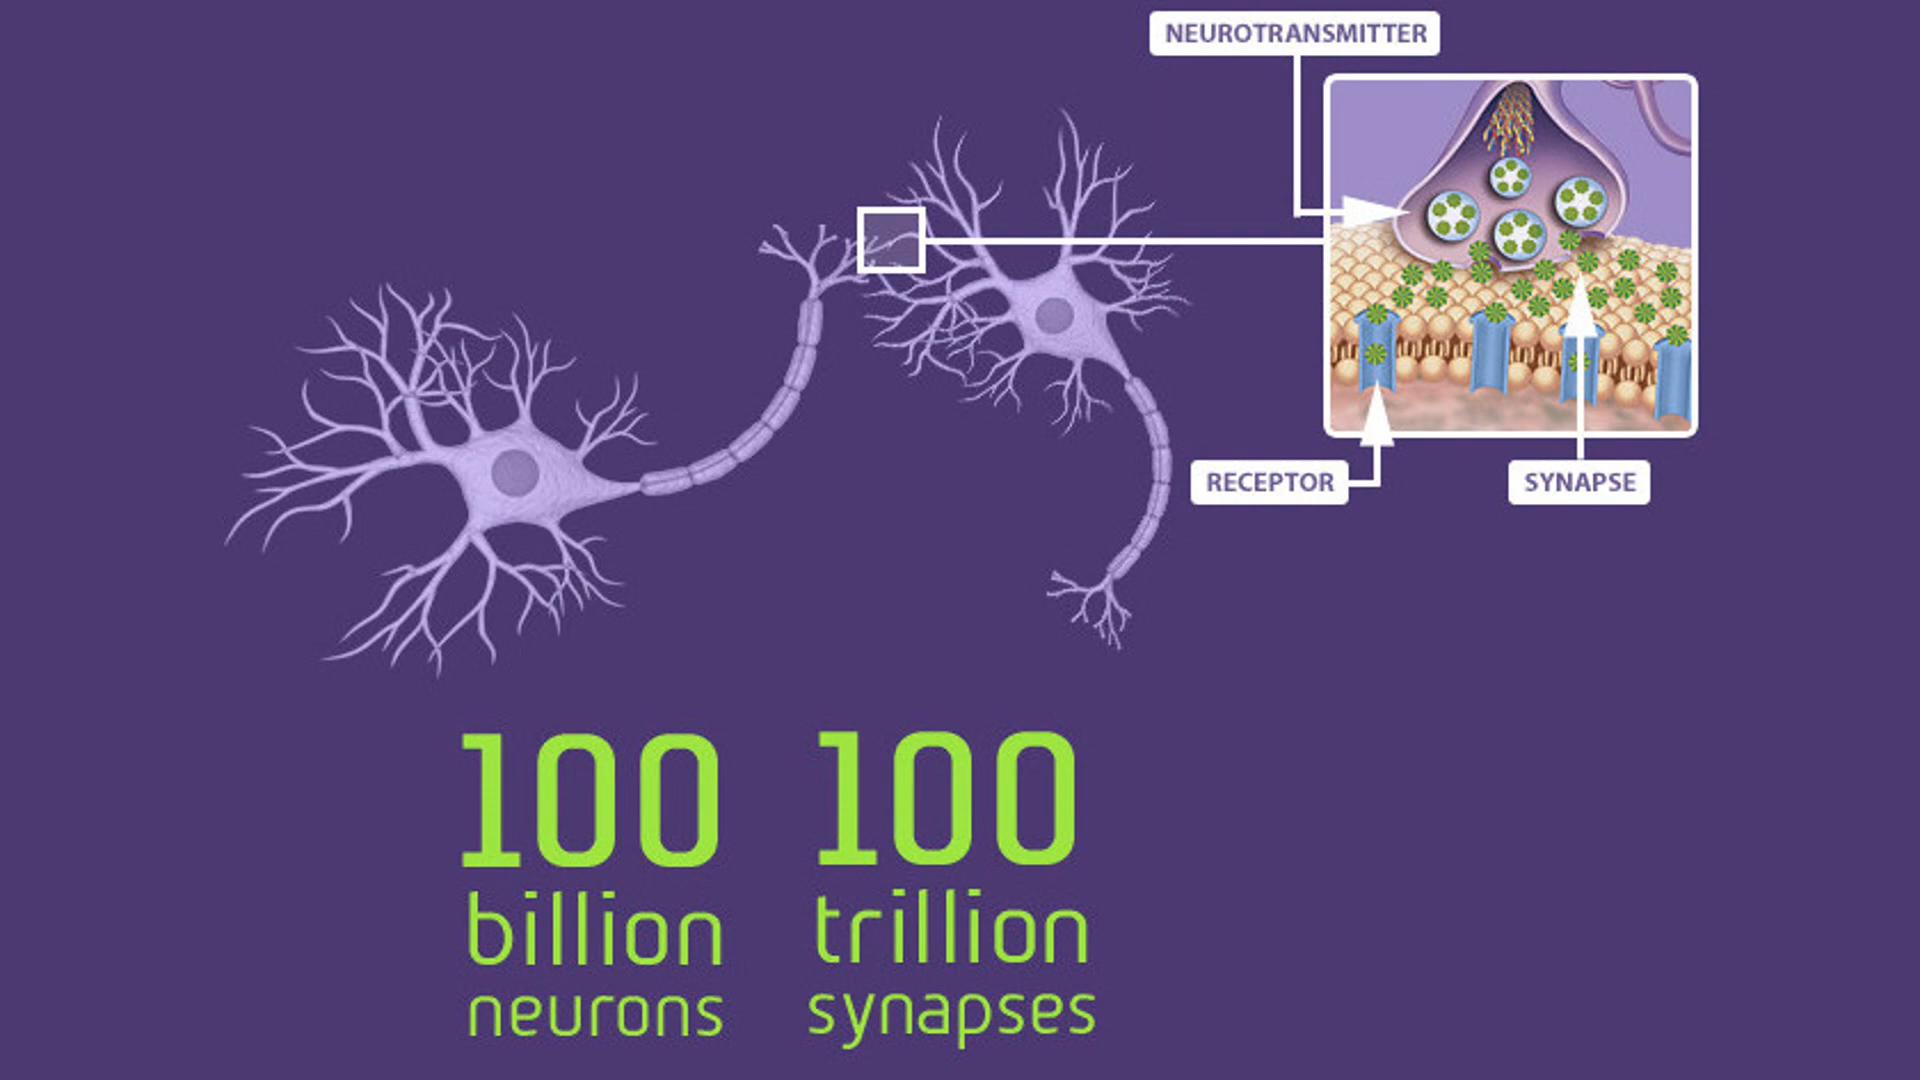 NEUROTRANSMITTER
RECEPTOR
SYNAPSE
100
billion
neurons
100
trillion
synapses